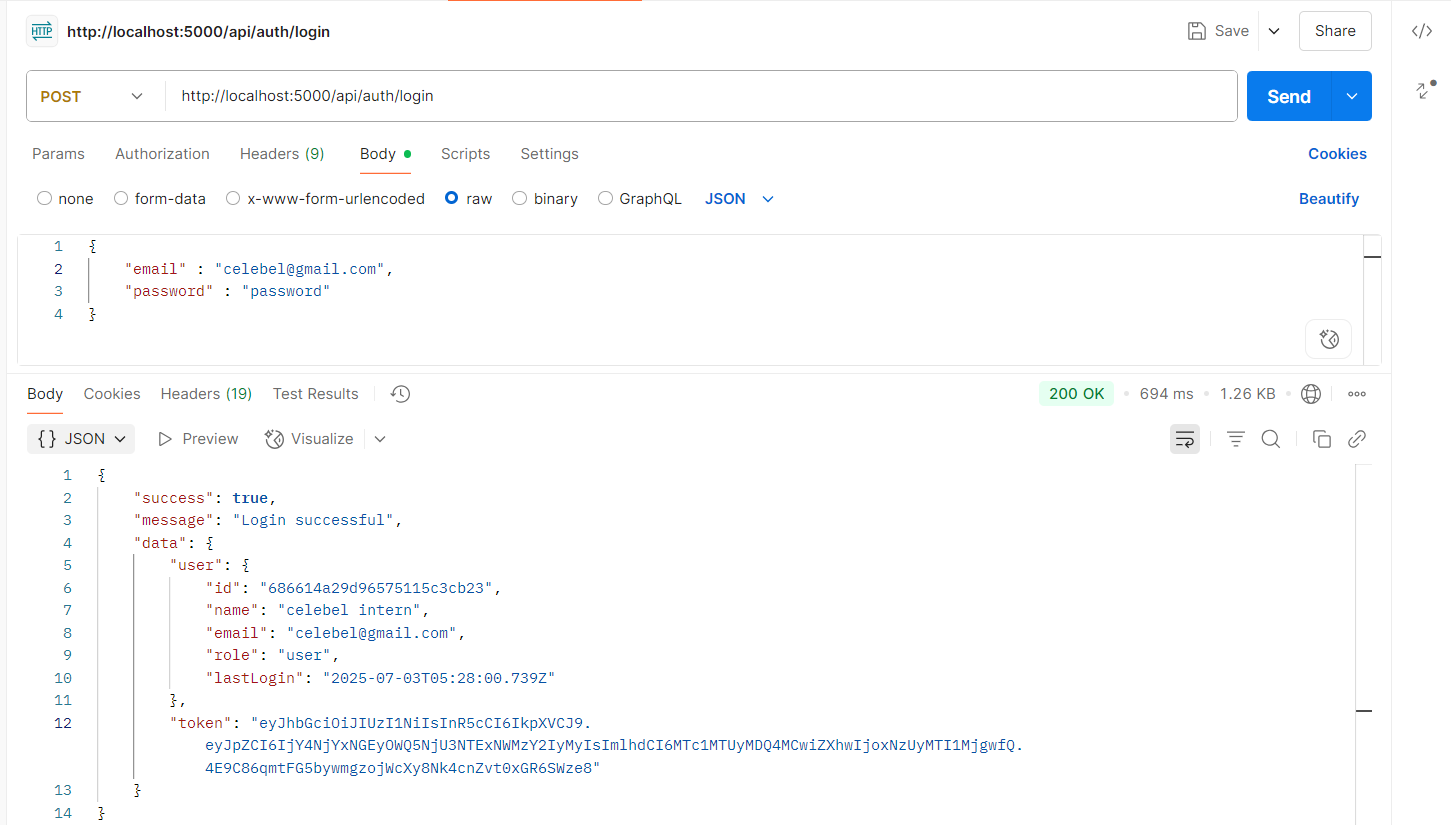 HTTP http://localhost:5000/api/auth/login Save Share
POST http://localhost:5000/api/auth/login Send
Params Authorization Headers (9) Body Scripts Settings Cookies
none form-data x-www-form-urlencoded raw binary GraphQL JSON Beautify
1 {
2 "email" : "celebel@gmail.com",
3 "password" : "password"
4 }
Body Cookies Headers (19) Test Results 200 OK • 694 ms • 1.26 KB
{} JSON Preview Visualize
1 {
2 "success": true,
3 "message": "Login successful",
4 "data": {
5 "user": {
6 "id": "686614a29d96575115c3cb23",
7 "name": "celebel intern",
8 "email": "celebel@gmail.com",
9 "role": "user",
10 "lastLogin": "2025-07-03T05:28:00.739Z"
11 },
12 "token": "eyJhbGciOiJIUzI1NiIsInR5cCI6IkpXVCJ9.
eyJpZCI6IjY4NjYxNGEyOWQ5NjU3NTExNWMzY2IyMyIsImlhdCI6MTc1MTUyMDQ4MCwiZXhwIjoxNzUyMTI1MjgwfQ.
4E9C86qmtFG5bywmgzojWcXy8Nk4cnZvt0xGR6SWze8"
13 }
14 }